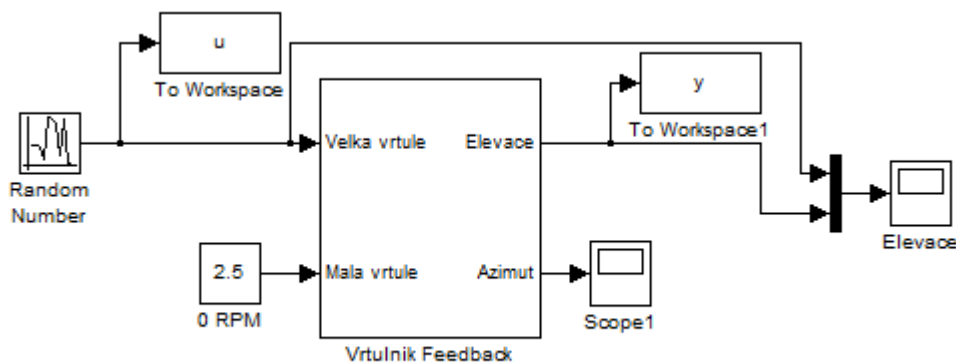 u
To Workspace
y
To Workspace1
Velka vrtule
Elevace
Random
Number
Elevace
2.5
Mala vrtule
Azimut
0 RPM
Scope1
Vrtulnik Feedback